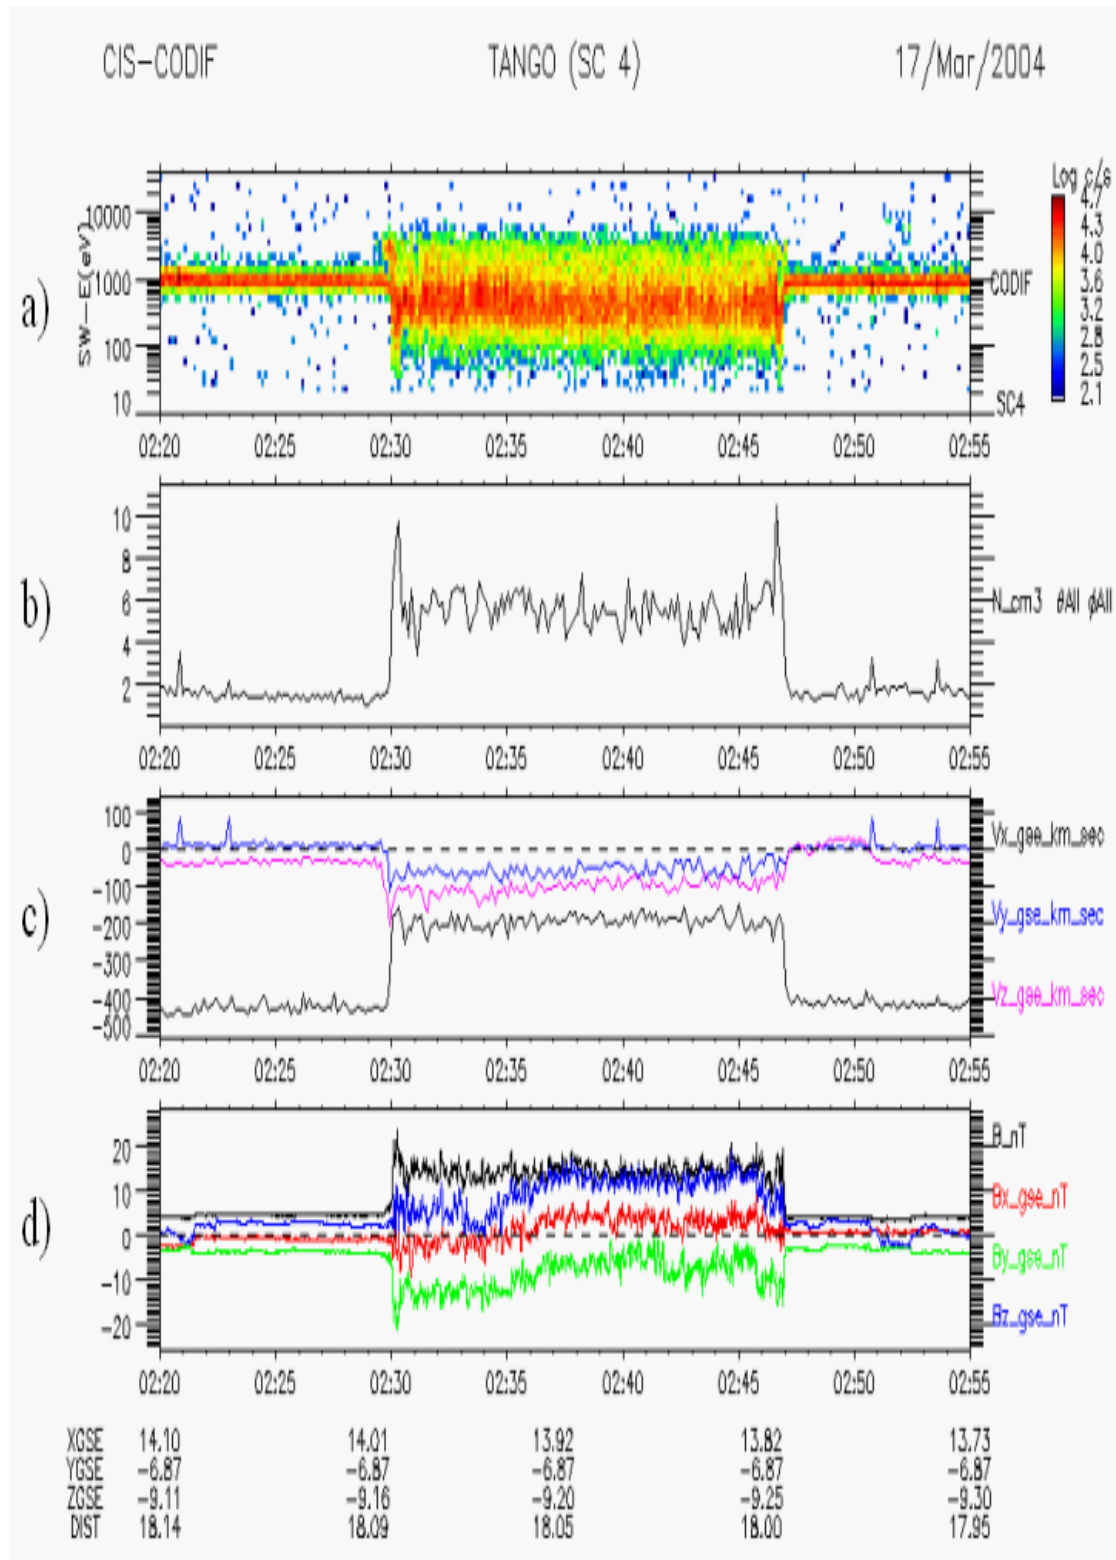 CIS-CODIF TANGO (SC 4) 17/Mar/2004
Log c/s
4.7
4.3
4.0
3.6
3.2
2.8
2.5
2.1
a)
SW-E(eV)
10000
1000
100
10
CODIF
SC4
02:20 02:25 02:30 02:35 02:40 02:45 02:50 02:55
b)
10
8
6
4
2
N_cm3 θAll φAll
02:20 02:25 02:30 02:35 02:40 02:45 02:50 02:55
c)
100
0
-100
-200
-300
-400
-500
Vx_gse_km_sec
Vy_gse_km_sec
Vz_gse_km_sec
02:20 02:25 02:30 02:35 02:40 02:45 02:50 02:55
d)
20
10
0
-10
-20
B_nT
Bx_gse_nT
By_gse_nT
Bz_gse_nT
02:20 02:25 02:30 02:35 02:40 02:45 02:50 02:55
XGSE 14.10 14.01 13.92 13.82 13.73
YGSE -6.87 -6.87 -6.87 -6.87 -6.87
ZGSE -9.11 -9.16 -9.20 -9.25 -9.30
DIST 18.14 18.09 18.05 18.00 17.95